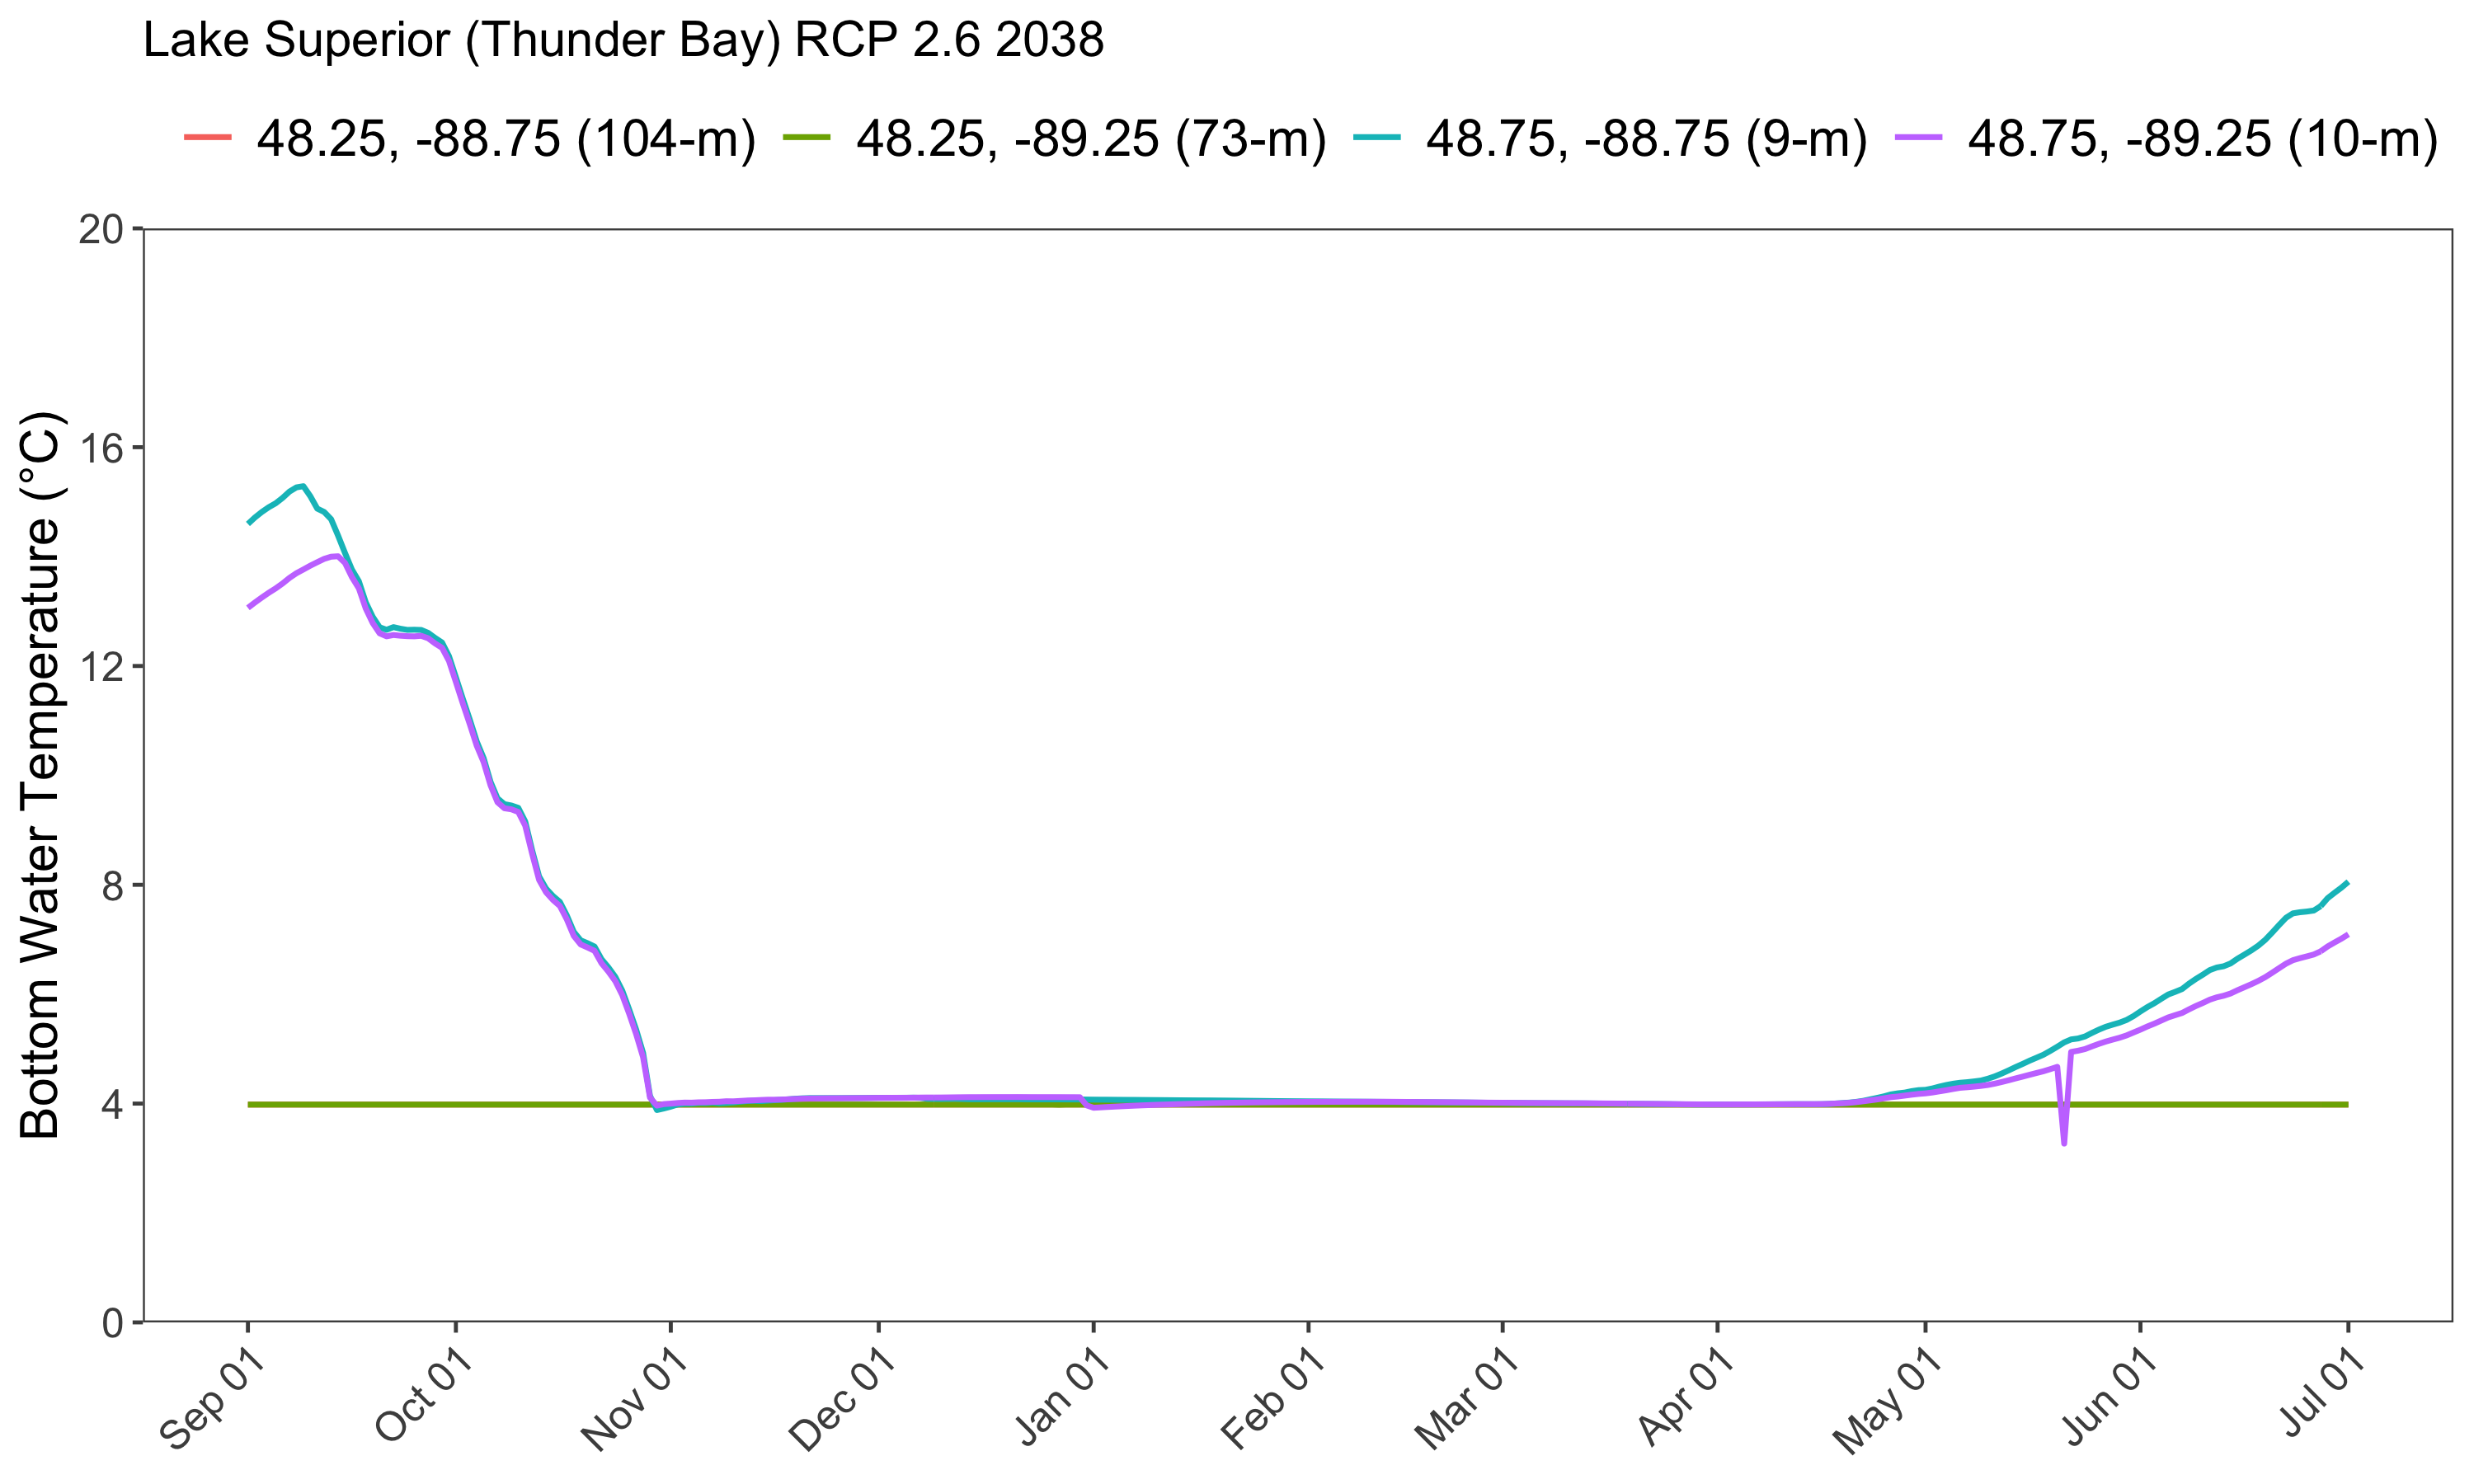 Lake Superior (Thunder Bay) RCP 2.6 2038
48.25, -88.75 (104-m) 48.25, -89.25 (73-m) 48.75, -88.75 (9-m) 48.75, -89.25 (10-m)
Bottom Water Temperature (°C)
20
16
12
8
4
0
Sep 01 Oct 01 Nov 01 Dec 01 Jan 01 Feb 01 Mar 01 Apr 01 May 01 Jun 01 Jul 01